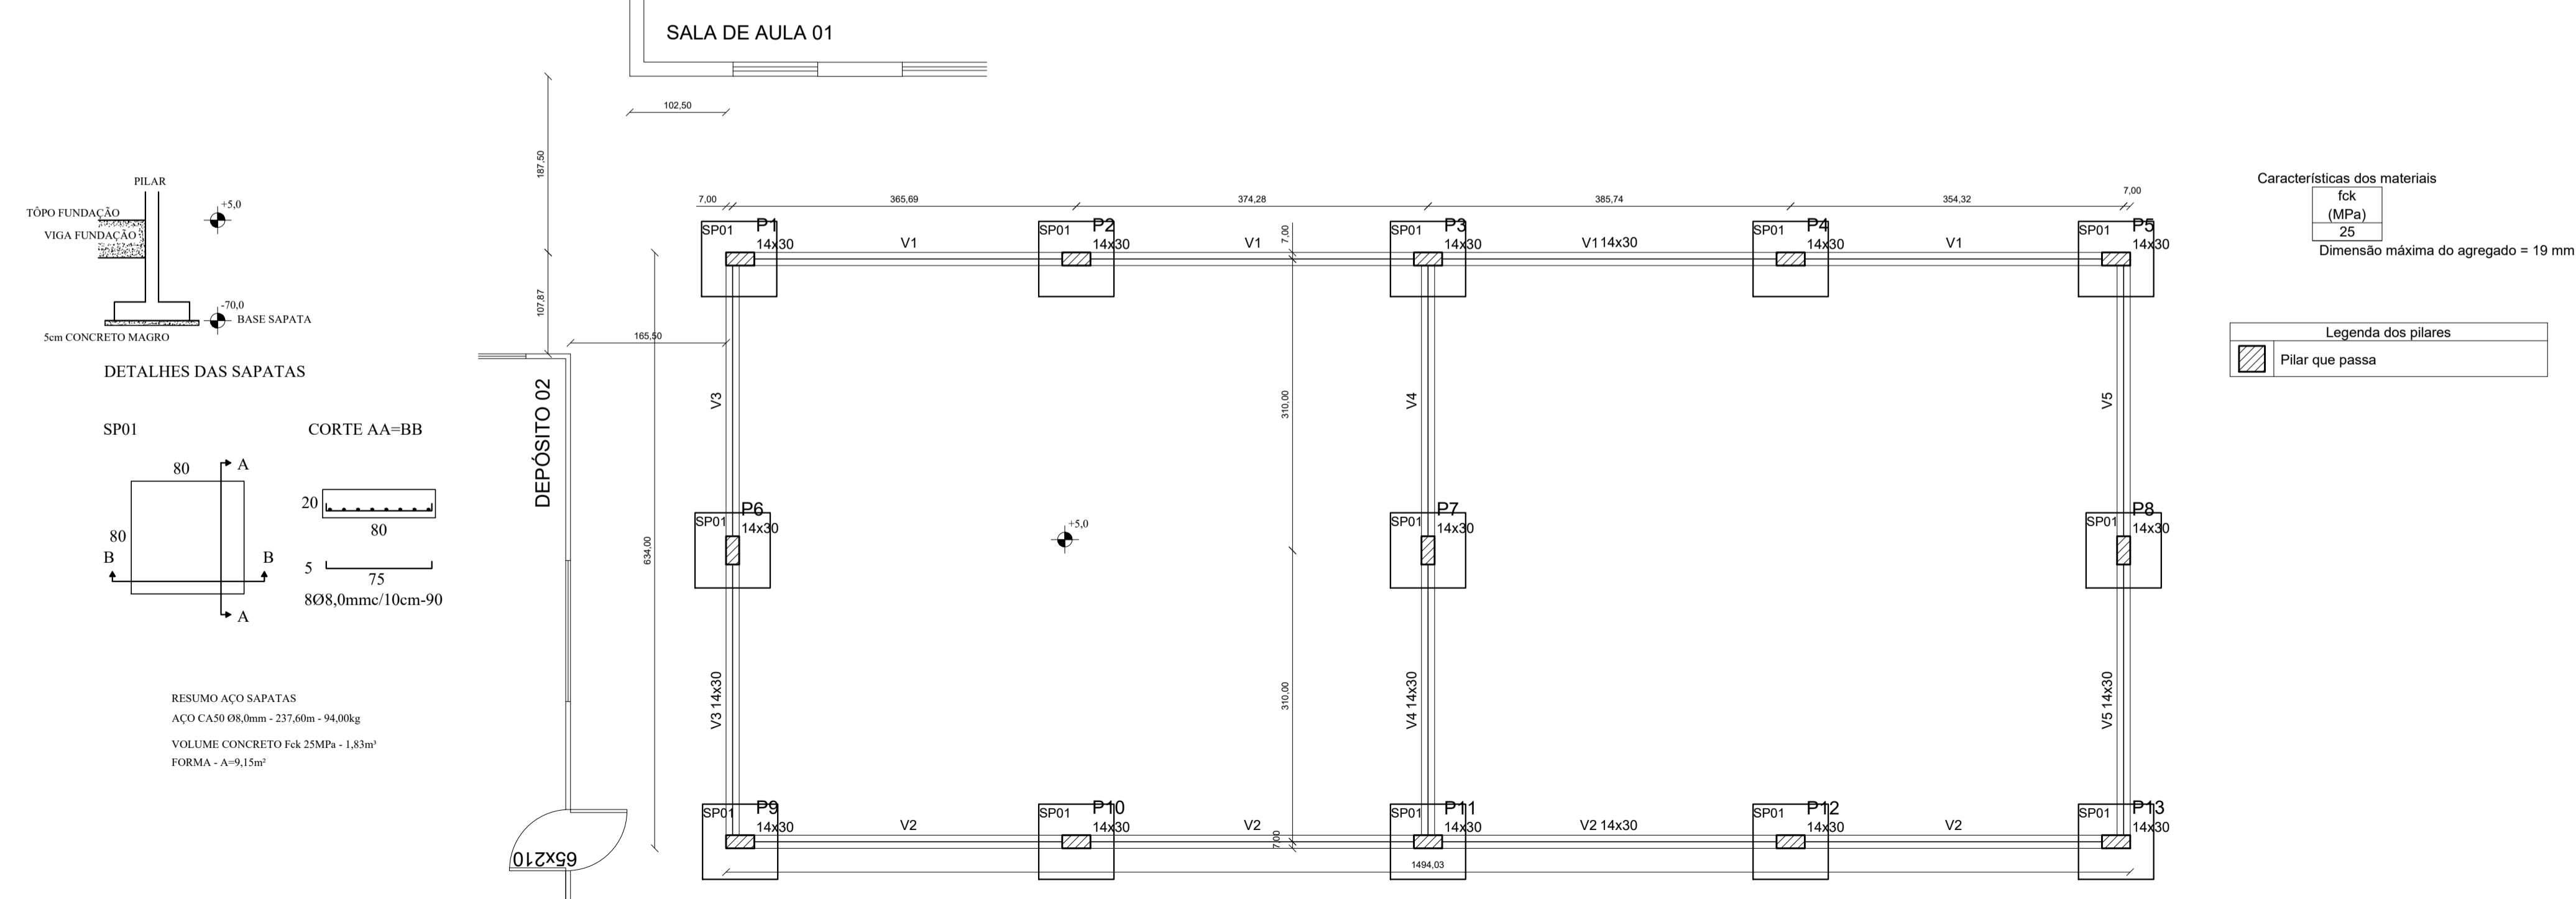 SALA DE AULA 01
102,50
187,50
107,87
165,50
634,00
DEPÓSITO 02
65x210
PILAR
TÔPO FUNDAÇÃO
+5,0
VIGA FUNDAÇÃO
-70,0
BASE SAPATA
5cm CONCRETO MAGRO
DETALHES DAS SAPATAS
SP01
CORTE AA=BB
80
A
20
80
80
B
B
5
75
8Ø8,0mmc/10cm-90
A
RESUMO AÇO SAPATAS
AÇO CA50 Ø8,0mm - 237,60m - 94,00kg
VOLUME CONCRETO Fck 25MPa - 1,83m³
FORMA - A=9,15m²
7,00
365,69
374,28
385,74
354,32
7,00
SP01
P1
14x30
V1
SP01
P2
14x30
V1
7,00
SP01
P3
14x30
V1 14x30
SP01
P4
14x30
V1
SP01
P5
14x30
V3
310,00
V4
V5
SP01
P6
14x30
+5,0
SP01
P7
14x30
SP01
P8
14x30
V3 14x30
310,00
V4 14x30
V5 14x30
SP01
P9
14x30
V2
SP01
P10
14x30
V2
7,00
SP01
P11
14x30
V2 14x30
SP01
P12
14x30
V2
SP01
P13
14x30
1494,03
Características dos materiais
fck
(MPa)
25
Dimensão máxima do agregado = 19 mm
Legenda dos pilares
Pilar que passa